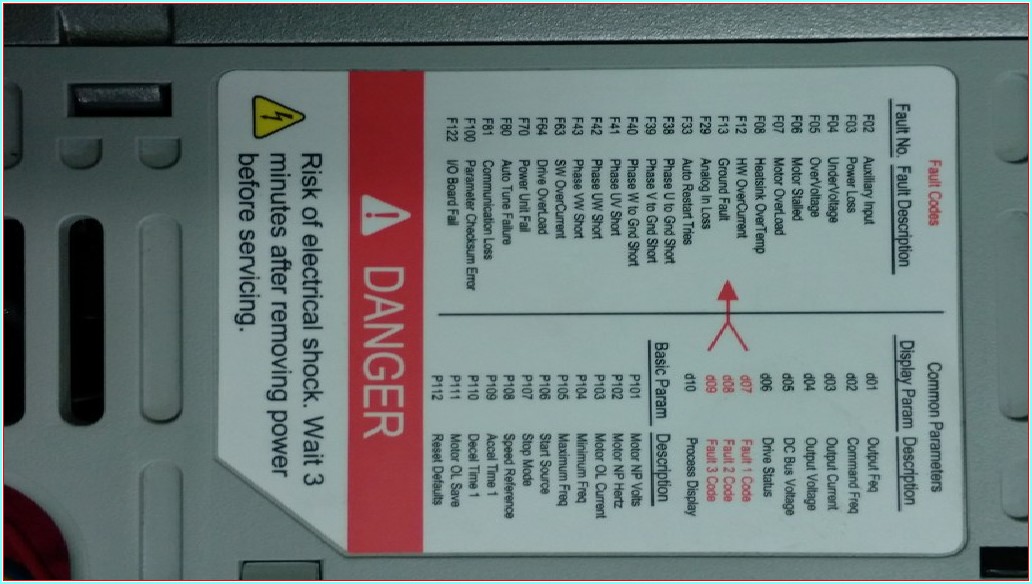 Fault Codes
Fault No. Fault Description
F02 Auxiliary Input
F03 Power Loss
F04 UnderVoltage
F05 OverVoltage
F06 Motor Stalled
F07 Motor OverLoad
F08 Heatsink OverTemp
F12 HW OverCurrent
F13 Ground Fault
F29 Analog In Loss
F33 Auto Restart Tries
F38 Phase U to Gnd Short
F39 Phase V to Gnd Short
F40 Phase W to Gnd Short
F41 Phase UV Short
F42 Phase UW Short
F43 Phase VW Short
F63 SW OverCurrent
F64 Drive OverLoad
F70 Power Unit Fail
F80 Auto Tune Failure
F81 Communication Loss
F100 Parameter Checksum Error
F122 I/O Board Fail
Common Parameters
Display Param Description
d01 Output Feq
d02 Command Freq
d03 Output Current
d04 Output Voltage
d05 DC Bus Voltage
d06 Drive Status
d07 Fault 1 Code
d08 Fault 2 Code
d09 Fault 3 Code
d10 Process Display
Basic Param Description
P101 Motor NP Volts
P102 Motor NP Hertz
P103 Motor OL Current
P104 Minimum Freq
P105 Maximum Freq
P106 Start Source
P107 Stop Mode
P108 Speed Reference
P109 Accel Time 1
P110 Decel Time 1
P111 Motor OL Save
P112 Reset Defaults
DANGER
Risk of electrical shock. Wait 3
minutes after removing power
before servicing.